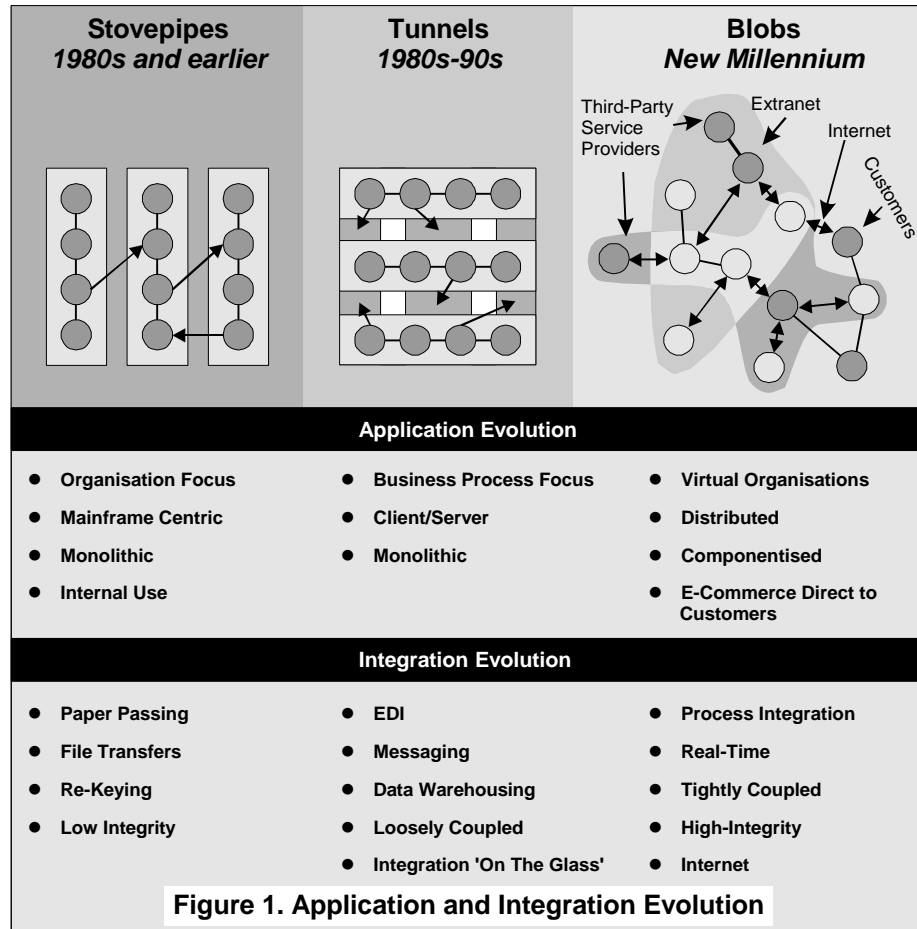 Stovepipes
1980s and earlier
Tunnels
1980s-90s
Blobs
New Millennium
Third-Party
Service
Providers
Extranet
Internet
Customers
Application Evolution
● Organisation Focus
● Mainframe Centric
● Monolithic
● Internal Use
● Business Process Focus
● Client/Server
● Monolithic
● Virtual Organisations
● Distributed
● Componentised
● E-Commerce Direct to
Customers
Integration Evolution
● Paper Passing
● File Transfers
● Re-Keying
● Low Integrity
● EDI
● Messaging
● Data Warehousing
● Loosely Coupled
● Integration 'On The Glass'
● Process Integration
● Real-Time
● Tightly Coupled
● High-Integrity
● Internet
Figure 1. Application and Integration Evolution